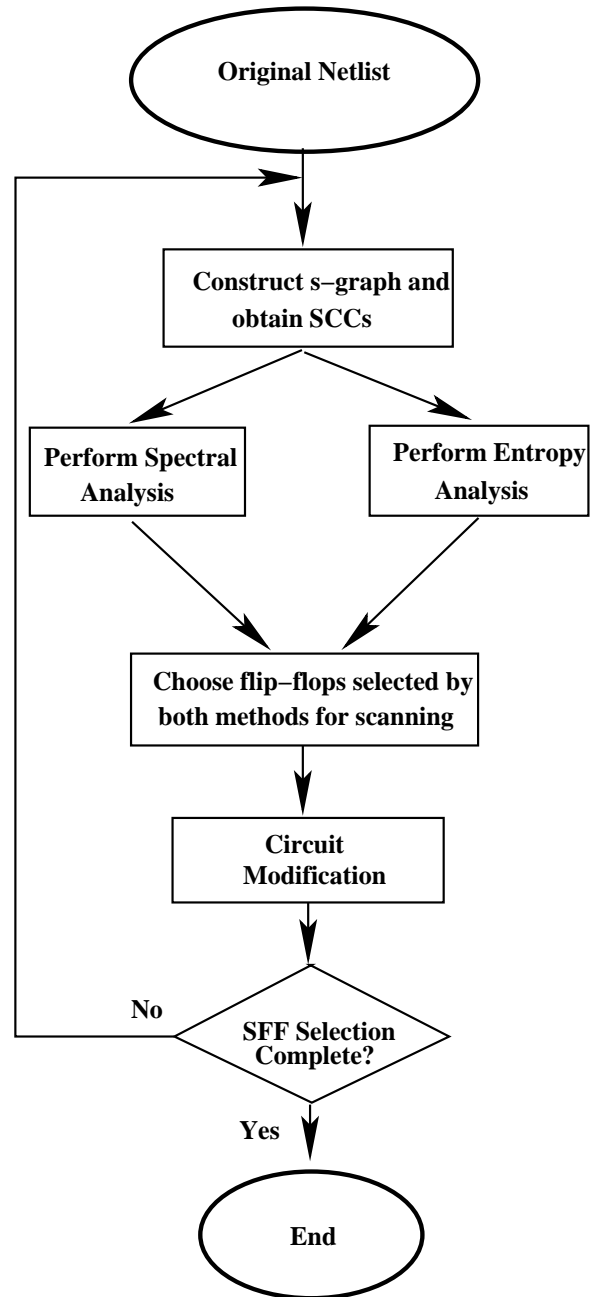 Original Netlist
Construct s−graph and
obtain SCCs
Perform Spectral
Analysis
Perform Entropy
Analysis
Choose flip−flops selected by
both methods for scanning
Circuit
Modification
No
SFF Selection
Complete?
Yes
End